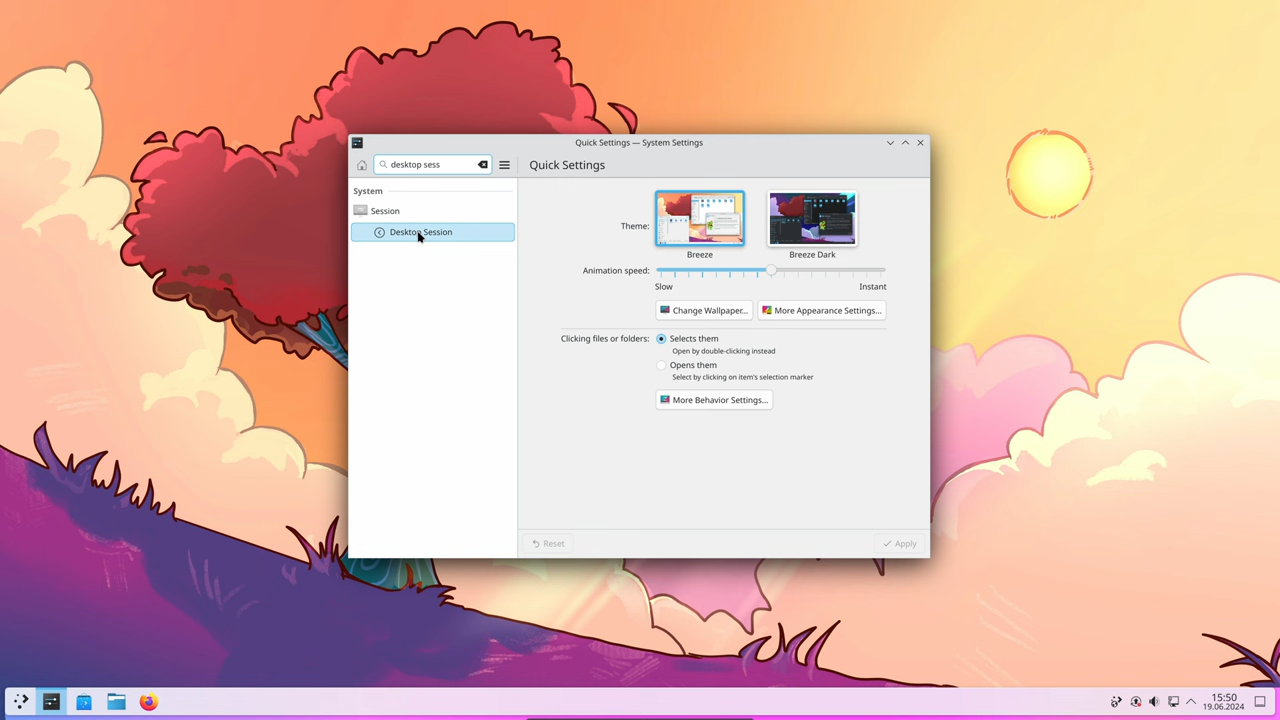 Quick Settings — System Settings
desktop sess
Quick Settings
System
Session
Desktop Session
Theme:
Breeze
Breeze Dark
Animation speed:
Slow
Instant
Change Wallpaper...
More Appearance Settings...
Clicking files or folders:
Selects them
Open by double-clicking instead
Opens them
Select by clicking on item's selection marker
More Behavior Settings...
Reset
Apply
15:50
19.06.2024